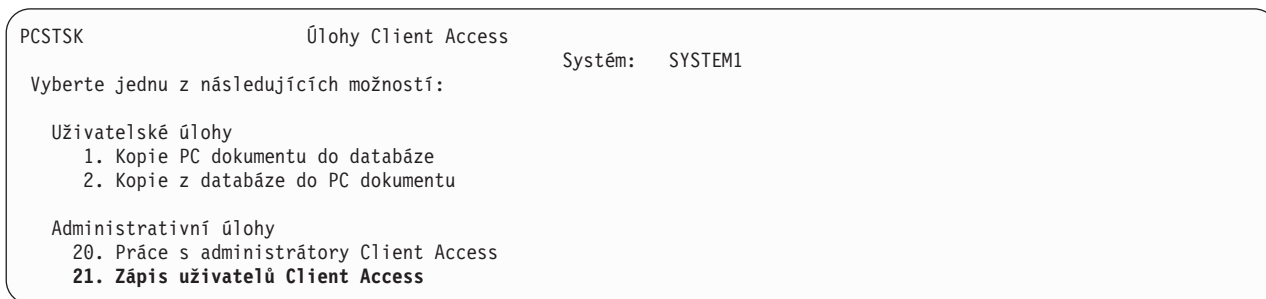 PCSTSK Úlohy Client Access
Systém: SYSTEM1
Vyberte jednu z následujících možností:
Uživatelské úlohy
1. Kopie PC dokumentu do databáze
2. Kopie z databáze do PC dokumentu
Administrativní úlohy
20. Práce s administrátory Client Access
21. Zápis uživatelů Client Access